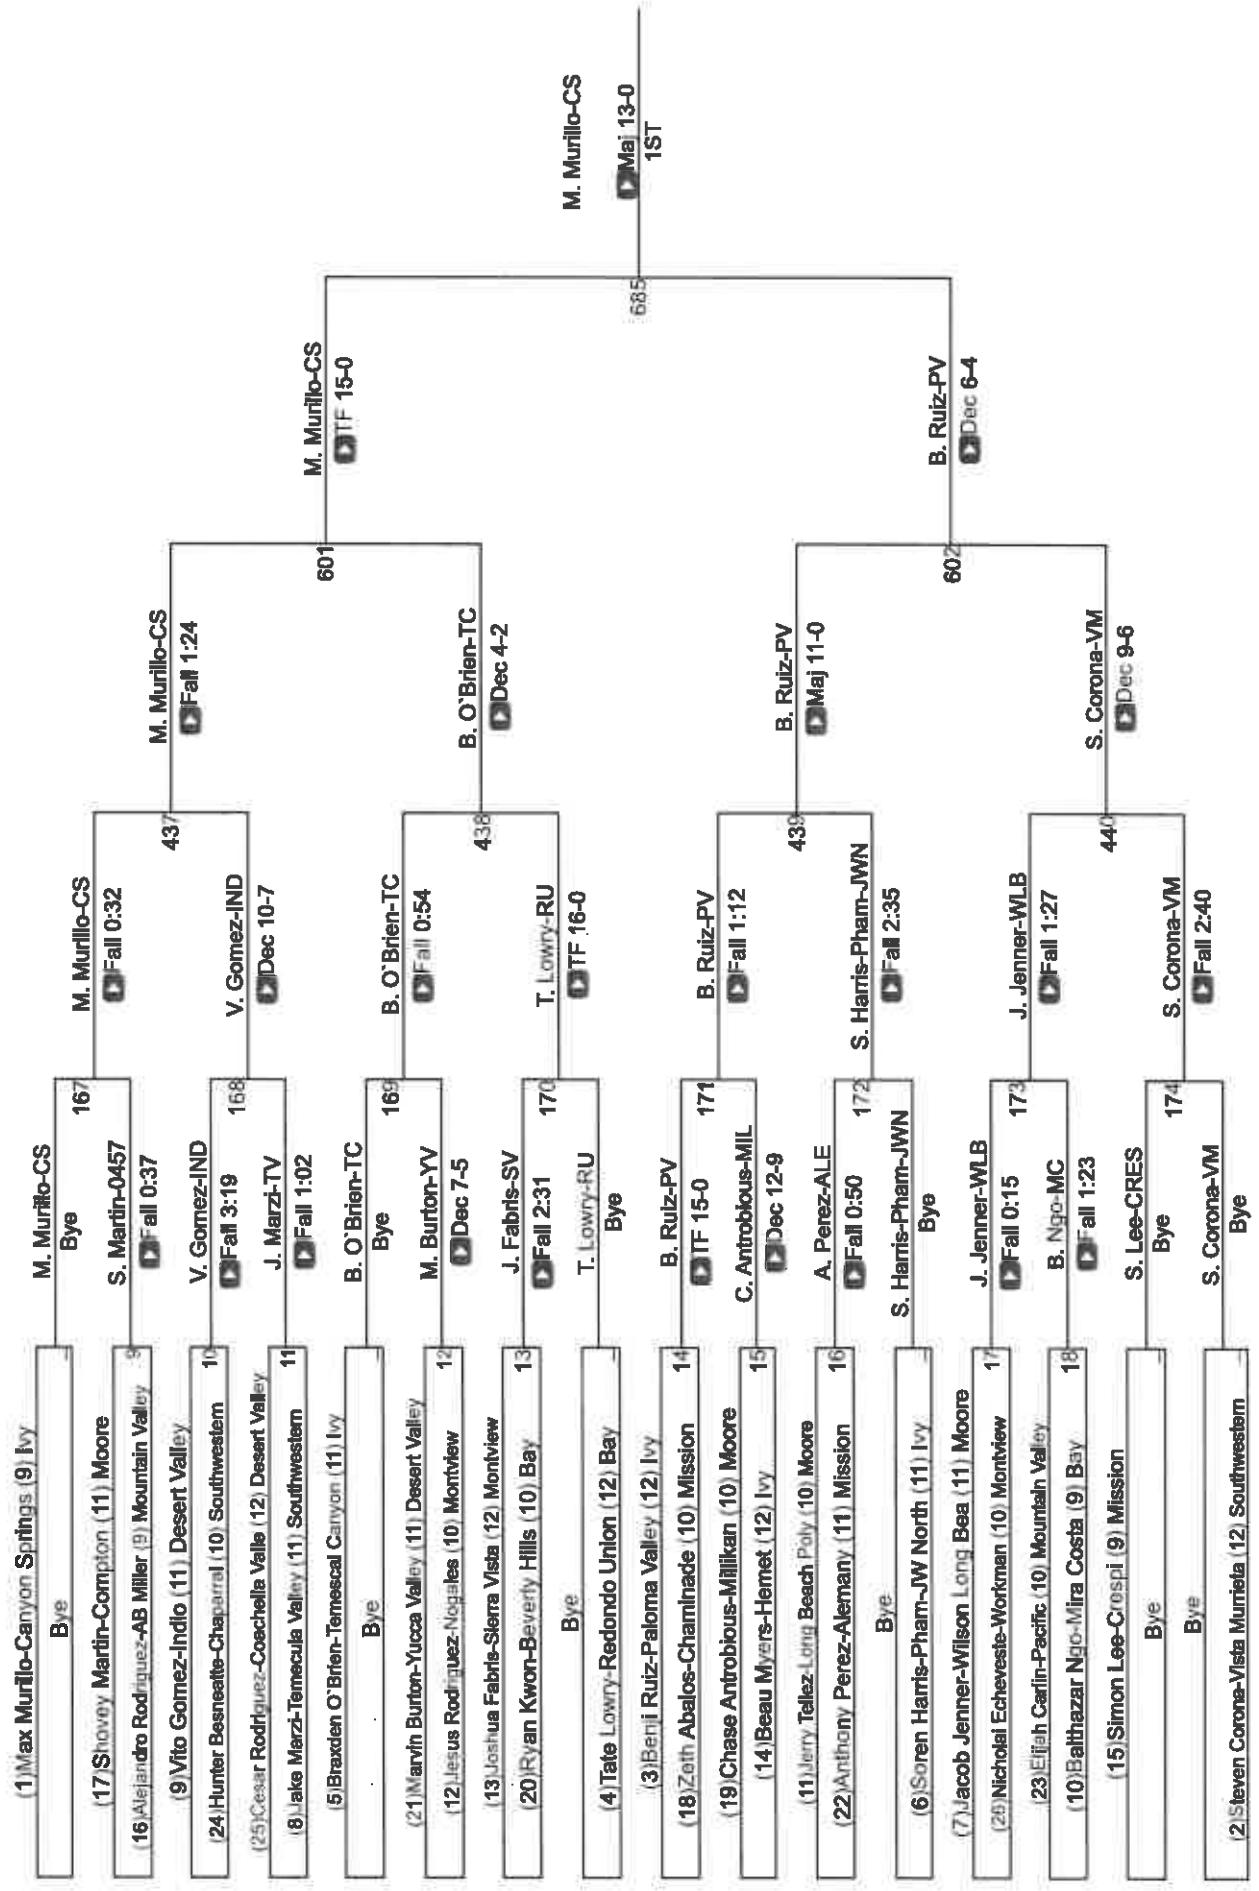 (1)Max Murillo-Canyon Springs (9) Ivy
Bye
(17)Shovey Martin-Compton (11) Moore
9
(16)Alejandro Rodriguez-AB Miller (9) Mountain Valley
(9)Vito Gomez-Indio (11) Desert Valley
10
(24)Hunter Besneatte-Chaparral (10) Southwestern
(25)Cesar Rodriguez-Coachella Valle (12) Desert Valley
11
(8)Jake Marzi-Temecula Valley (11) Southwestern
(5)Braxden O`Brien-Temescal Canyon (11) Ivy
Bye
(21)Marvin Burton-Yucca Valley (11) Desert Valley
12
(12)Jesus Rodriguez-Nogales (10) Montview
(13)Joshua Fabris-Sierra Vista (12) Montview
13
(20)Ryan Kwon-Beverly Hills (10) Bay
Bye
(4)Tate Lowry-Redondo Union (12) Bay
(3)Benji Ruiz-Paloma Valley (12) Ivy
14
(18)Zeth Abalos-Chaminade (10) Mission
(19)Chase Antrobious-Millikan (10) Moore
15
(14)Beau Myers-Hemet (12) Ivy
(11)Jerry Tellez-Long Beach Poly (10) Moore
16
(22)Anthony Perez-Alemany (11) Mission
Bye
(6)Soren Harris-Pham-JW North (11) Ivy
(7)Jacob Jenner-Wilson Long Bea (11) Moore
17
(26)Nicholai Echeveste-Workman (10) Montview
(23)Elijah Carlin-Pacific (10) Mountain Valley
18
(10)Balthazar Ngo-Mira Costa (9) Bay
(15)Simon Lee-Crespi (9) Mission
Bye
Bye
(2)Steven Corona-Vista Murrieta (12) Southwestern
M. Murillo-CS
Bye
167
S. Martin-0457
Fall 0:37
V. Gomez-IND
Fall 3:19
168
J. Marzi-TV
Fall 1:02
B. O`Brien-TC
Bye
169
M. Burton-YV
Dec 7-5
J. Fabris-SV
Fall 2:31
170
T. Lowry-RU
Bye
B. Ruiz-PV
TF 15-0
171
C. Antrobious-MIL
Dec 12-9
A. Perez-ALE
Fall 0:50
172
S. Harris-Pham-JWN
Bye
J. Jenner-WLB
Fall 0:15
173
B. Ngo-MC
Fall 1:23
S. Lee-CRES
Bye
174
S. Corona-VM
Bye
M. Murillo-CS
Fall 0:32
437
V. Gomez-IND
Dec 10-7
B. O`Brien-TC
Fall 0:54
438
T. Lowry-RU
TF 16-0
B. Ruiz-PV
Fall 1:12
439
S. Harris-Pham-JWN
Fall 2:35
J. Jenner-WLB
Fall 1:27
440
S. Corona-VM
Fall 2:40
M. Murillo-CS
Fall 1:24
601
B. O`Brien-TC
Dec 4-2
B. Ruiz-PV
Maj 11-0
602
S. Corona-VM
Dec 9-6
M. Murillo-CS
TF 15-0
685
B. Ruiz-PV
Dec 6-4
M. Murillo-CS
Maj 13-0
1ST